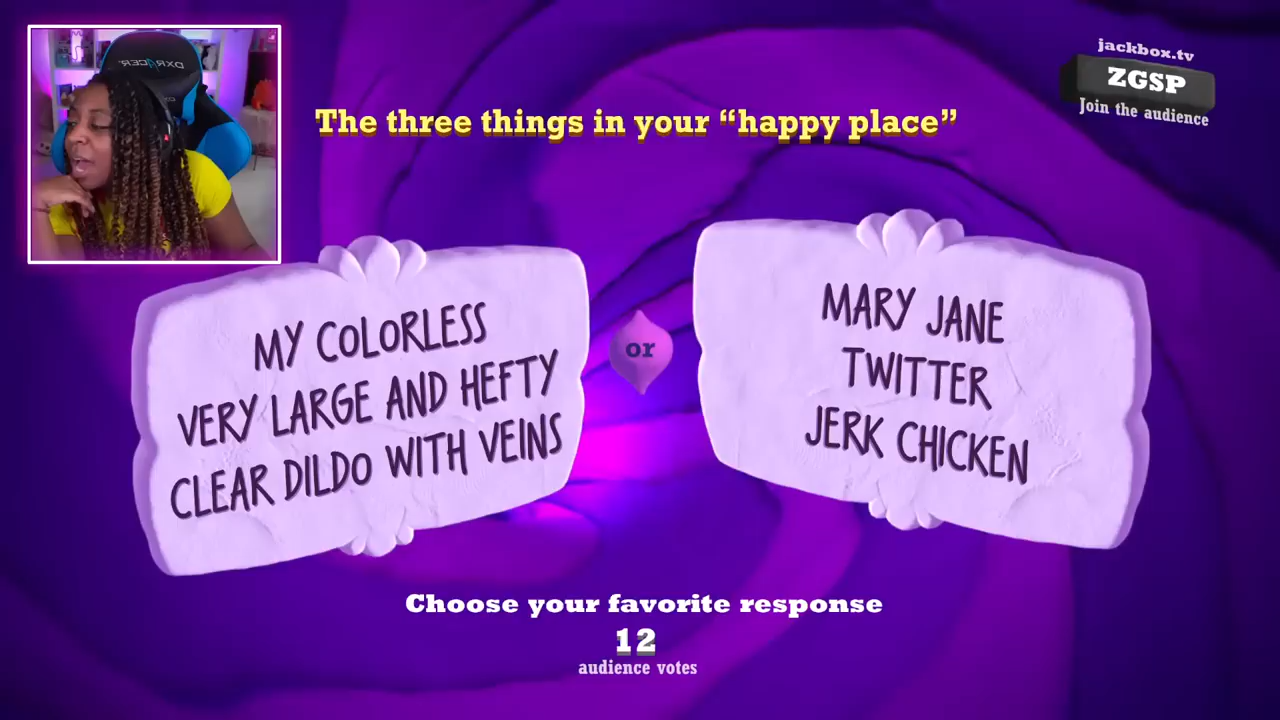 jackbox.tv
ZGSP
Join the audience
DXRACER
The three things in your “happy place”
MY COLORLESS
VERY LARGE AND HEFTY
CLEAR DILDO WITH VEINS
or
MARY JANE
TWITTER
JERK CHICKEN
Choose your favorite response
12
audience votes